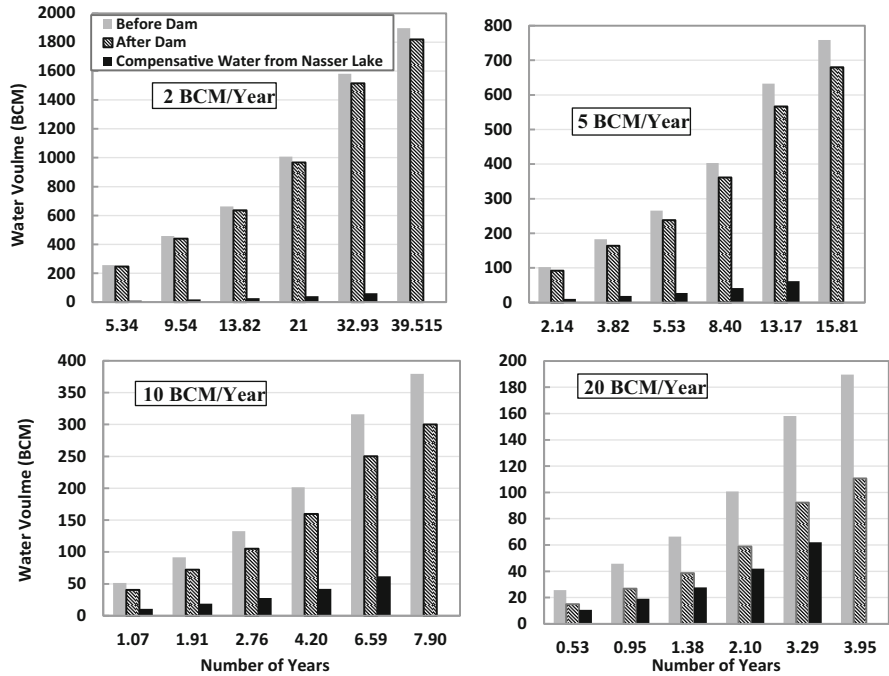 Water Voulme (BCM)
2000
1800
1600
1400
1200
1000
800
600
400
200
0
Before Dam
After Dam
Compensative Water from Nasser Lake
2 BCM/Year
5.34 9.54 13.82 21 32.93 39.515
800
700
600
500
400
300
200
100
0
5 BCM/Year
2.14 3.82 5.53 8.40 13.17 15.81
Water Voulme (BCM)
400
350
300
250
200
150
100
50
0
10 BCM/Year
1.07 1.91 2.76 4.20 6.59 7.90
Number of Years
200
180
160
140
120
100
80
60
40
20
0
20 BCM/Year
0.53 0.95 1.38 2.10 3.29 3.95
Number of Years